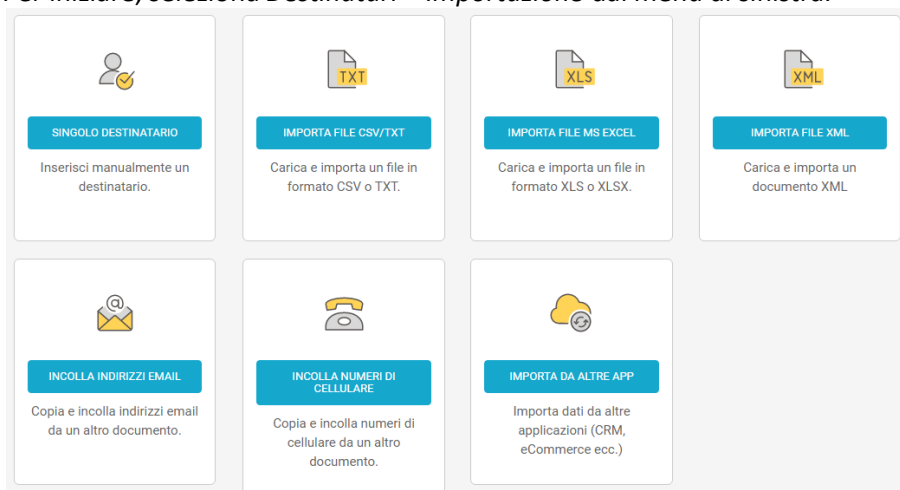 Per iniziare, seleziona Destinatari – Importazione dal menu di sinistra.
TXT
XLS
XML
SINGOLO DESTINATARIO
IMPORTA FILE CSV/TXT
IMPORTA FILE MS EXCEL
IMPORTA FILE XML
Inserisci manualmente un
destinatario.
Carica e importa un file in
formato CSV o TXT.
Carica e importa un file in
formato XLS o XLSX.
Carica e importa un
documento XML
@
INCOLLA INDIRIZZI EMAIL
INCOLLA NUMERI DI
CELLULARE
IMPORTA DA ALTRE APP
Copia e incolla indirizzi email
da un altro documento.
Copia e incolla numeri di
cellulare da un altro
documento.
Importa dati da altre
applicazioni (CRM,
eCommerce ecc.)